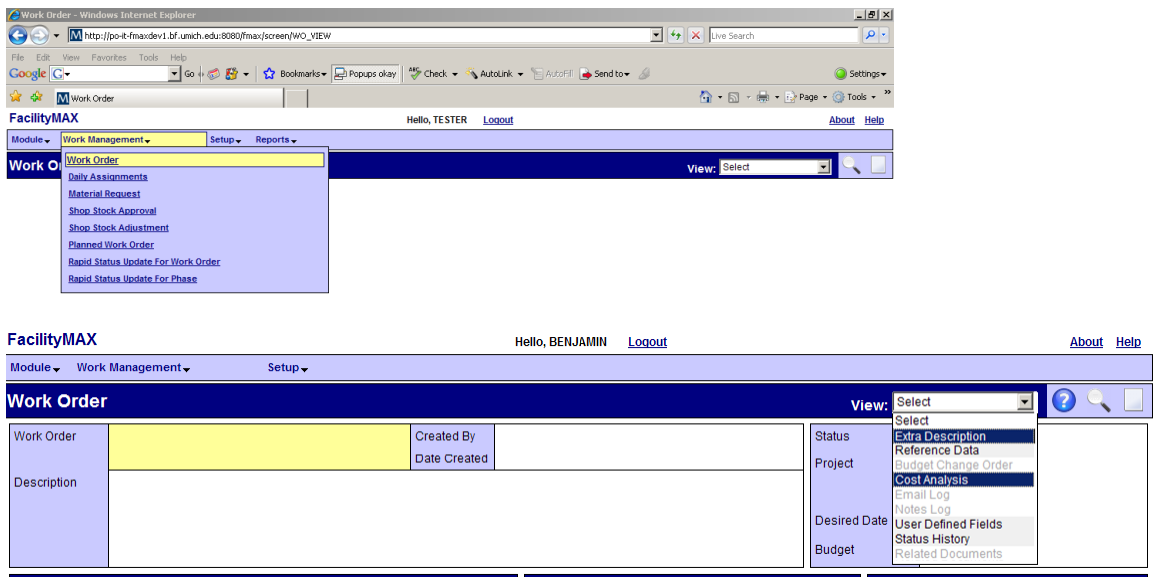 Work Order - Windows Internet Explorer
http://po-it-fmaxdev1.bf.umich.edu:8080/fmax/screen/WO_VIEW Live Search
File Edit View Favorites Tools Help
Google G Go Bookmarks Popups okay Check AutoLink AutoFill Send to Settings
Work Order Page Tools »
FacilityMAX Hello, TESTER Logout About Help
Module Work Management Setup Reports
Work O View: Select
Work Order
Daily Assignments
Material Request
Shop Stock Approval
Shop Stock Adjustment
Planned Work Order
Rapid Status Update For Work Order
Rapid Status Update For Phase
FacilityMAX Hello, BENJAMIN Logout About Help
Module Work Management Setup
Work Order View: Select
Select
Work Order Created By Status Extra Description
Reference Data
Date Created Project Budget Change Order
Description Cost Analysis
Email Log
Notes Log
Desired Date User Defined Fields
Status History
Budget Related Documents